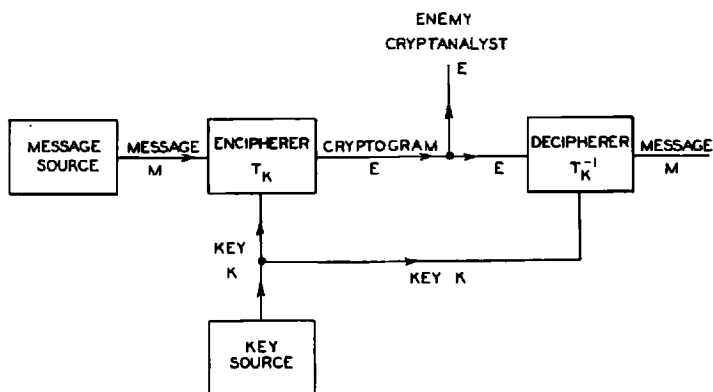 ENEMY
CRYPTANALYST
E
MESSAGE
SOURCE
MESSAGE
M
ENCIPHERER
T_K
CRYPTOGRAM
E
E
DECIPHERER
T_K^-1
MESSAGE
M
KEY
K
KEY K
KEY
SOURCE